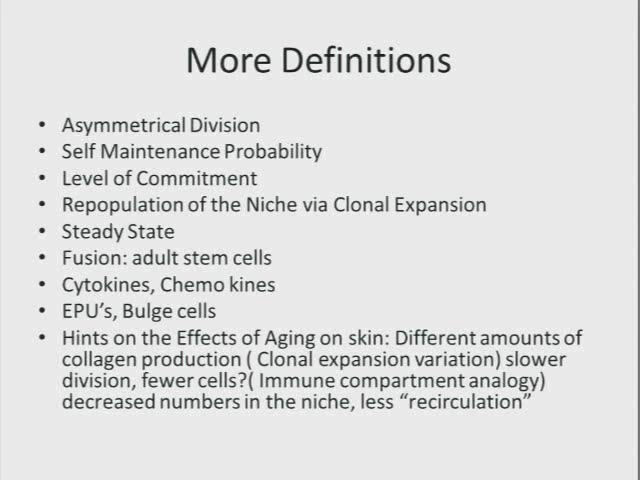 More Definitions
• Asymmetrical Division
• Self Maintenance Probability
• Level of Commitment
• Repopulation of the Niche via Clonal Expansion
• Steady State
• Fusion: adult stem cells
• Cytokines, Chemo kines
• EPU's, Bulge cells
• Hints on the Effects of Aging on skin: Different amounts of
collagen production ( Clonal expansion variation) slower
division, fewer cells?( Immune compartment analogy)
decreased numbers in the niche, less “recirculation”